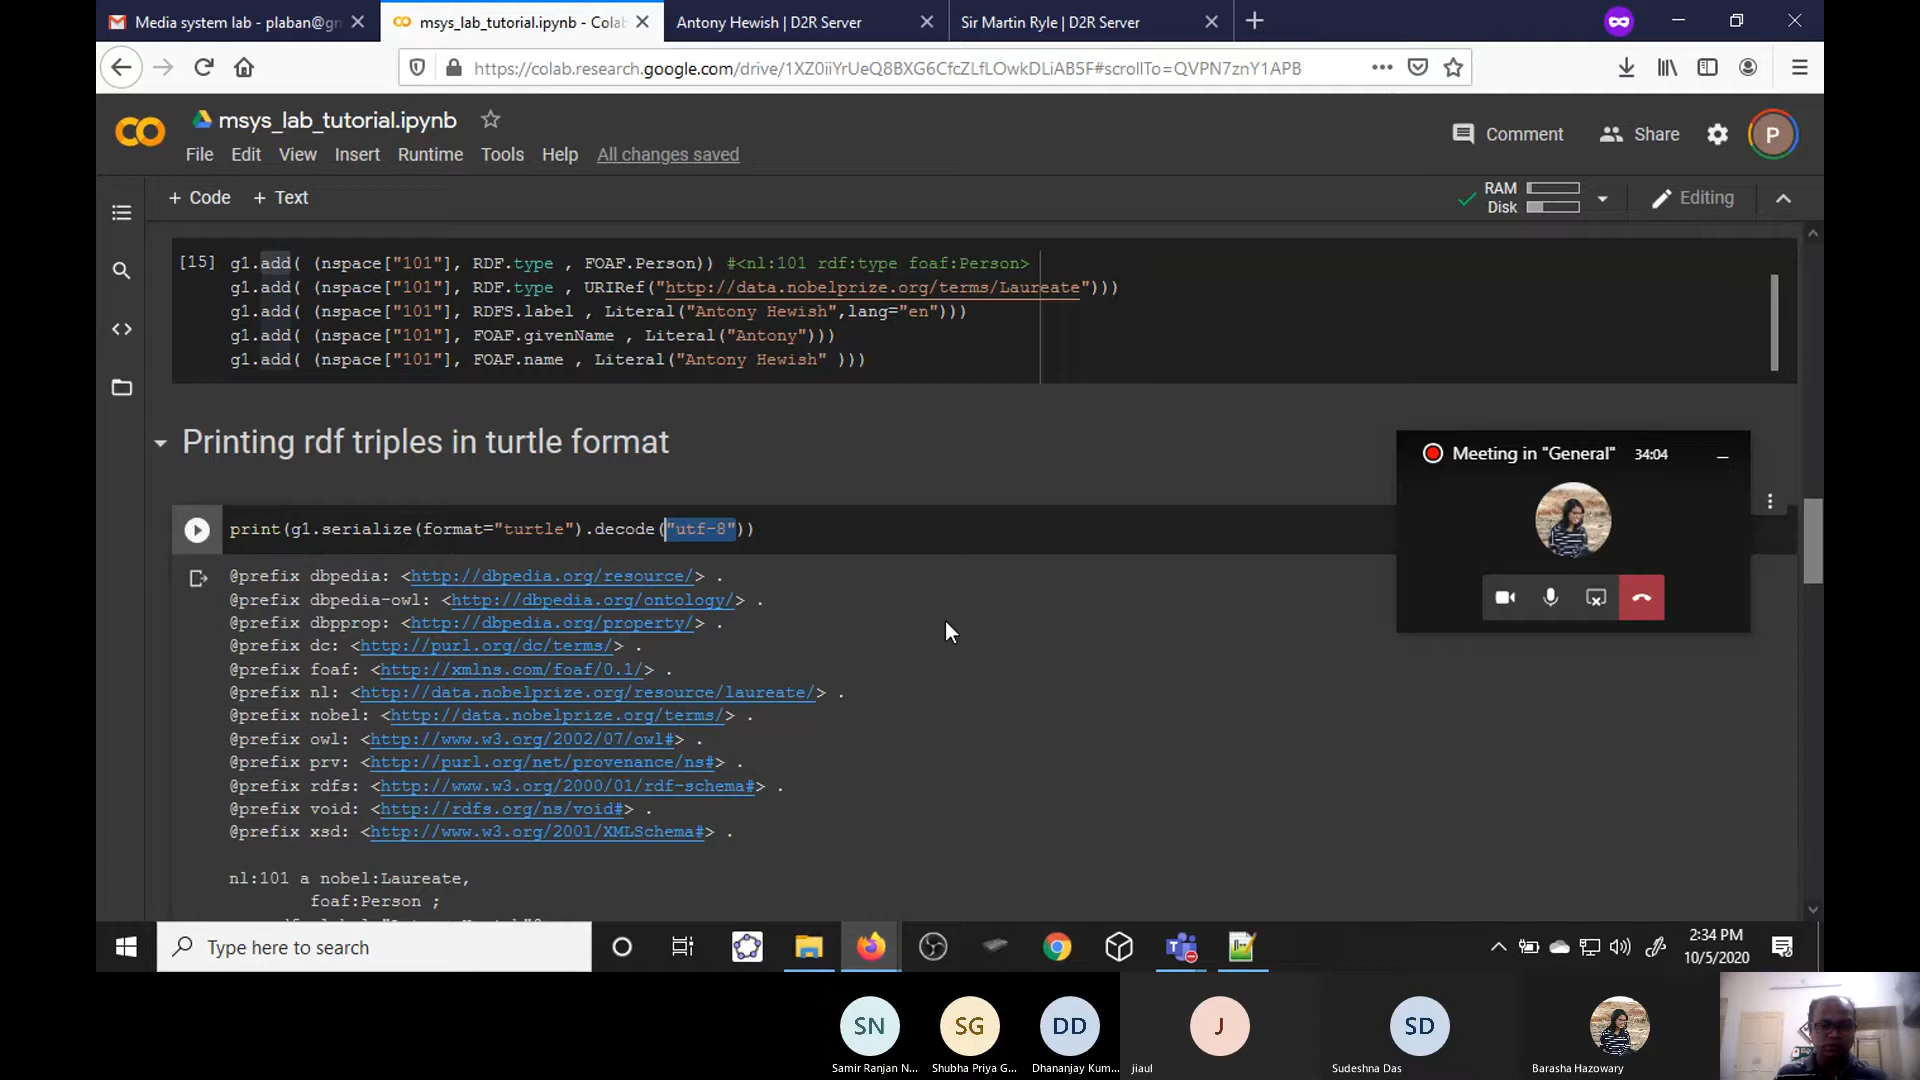 Media system lab - plaban@gm
msys_lab_tutorial.ipynb - Colab
Antony Hewish | D2R Server
Sir Martin Ryle | D2R Server
https://colab.research.google.com/drive/1XZ0iiYrUeQ8BXG6CfcZLfLOwkDLiAB5F#scrollTo=QVPN7znY1APB
msys_lab_tutorial.ipynb
Comment
Share
P
File Edit View Insert Runtime Tools Help All changes saved
+ Code + Text
RAM
Disk
Editing
[15] g1.add( (nspace["101"], RDF.type , FOAF.Person)) #<nl:101 rdf:type foaf:Person>
g1.add( (nspace["101"], RDF.type , URIRef("http://data.nobelprize.org/terms/Laureate")))
g1.add( (nspace["101"], RDFS.label , Literal("Antony Hewish",lang="en")))
g1.add( (nspace["101"], FOAF.givenName , Literal("Antony")))
g1.add( (nspace["101"], FOAF.name , Literal("Antony Hewish" )))
Printing rdf triples in turtle format
Meeting in "General" 34:04
print(g1.serialize(format="turtle").decode("utf-8"))
@prefix dbpedia: <http://dbpedia.org/resource/> .
@prefix dbpedia-owl: <http://dbpedia.org/ontology/> .
@prefix dbpprop: <http://dbpedia.org/property/> .
@prefix dc: <http://purl.org/dc/terms/> .
@prefix foaf: <http://xmlns.com/foaf/0.1/> .
@prefix nl: <http://data.nobelprize.org/resource/laureate/> .
@prefix nobel: <http://data.nobelprize.org/terms/> .
@prefix owl: <http://www.w3.org/2002/07/owl#> .
@prefix prv: <http://purl.org/net/provenance/ns#> .
@prefix rdfs: <http://www.w3.org/2000/01/rdf-schema#> .
@prefix void: <http://rdfs.org/ns/void#> .
@prefix xsd: <http://www.w3.org/2001/XMLSchema#> .
nl:101 a nobel:Laureate,
foaf:Person ;
Type here to search
2:34 PM
10/5/2020
SN SG DD J SD
Samir Ranjan N... Shubha Priya G... Dhananjay Kum... jiaul Sudeshna Das Barasha Hazowary